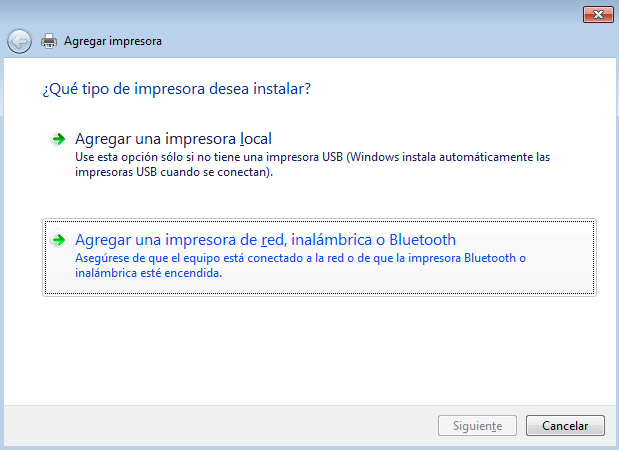 Agregar impresora
¿Qué tipo de impresora desea instalar?
Agregar una impresora local
Use esta opción sólo si no tiene una impresora USB (Windows instala automáticamente las
impresoras USB cuando se conectan).
Agregar una impresora de red, inalámbrica o Bluetooth
Asegúrese de que el equipo está conectado a la red o de que la impresora Bluetooth o
inalámbrica esté encendida.
Siguiente Cancelar